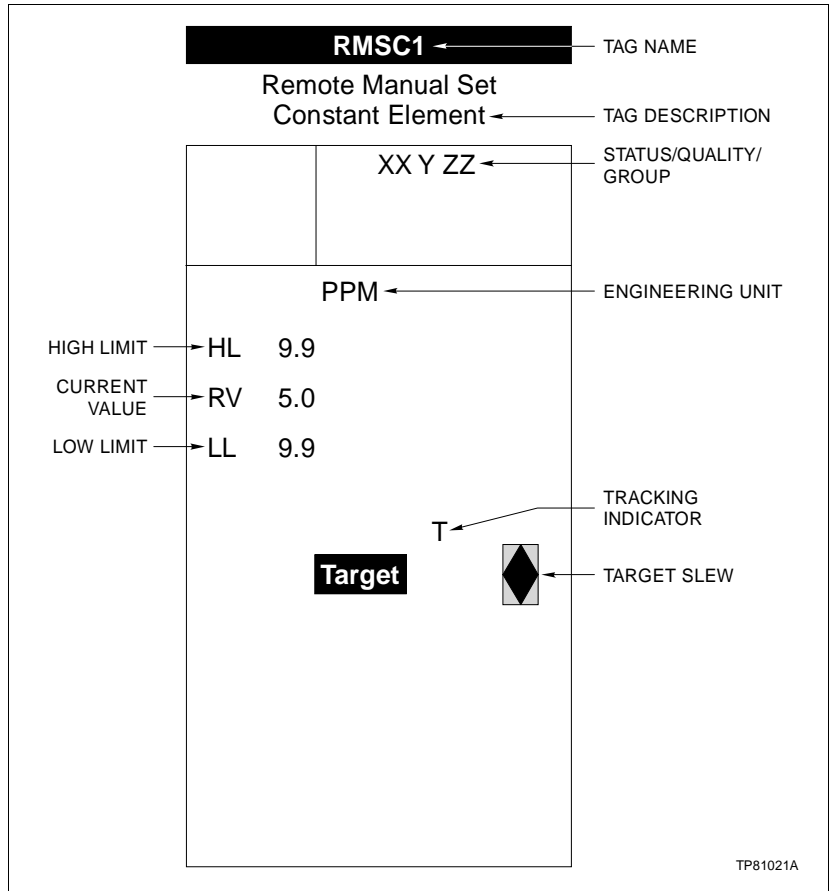 RMSC1
TAG NAME
Remote Manual Set
Constant Element
TAG DESCRIPTION
XX Y ZZ
STATUS/QUALITY/
GROUP
PPM
ENGINEERING UNIT
HIGH LIMIT
HL 9.9
CURRENT
VALUE
RV 5.0
LOW LIMIT
LL 9.9
T
TRACKING
INDICATOR
Target
TARGET SLEW
TP81021A